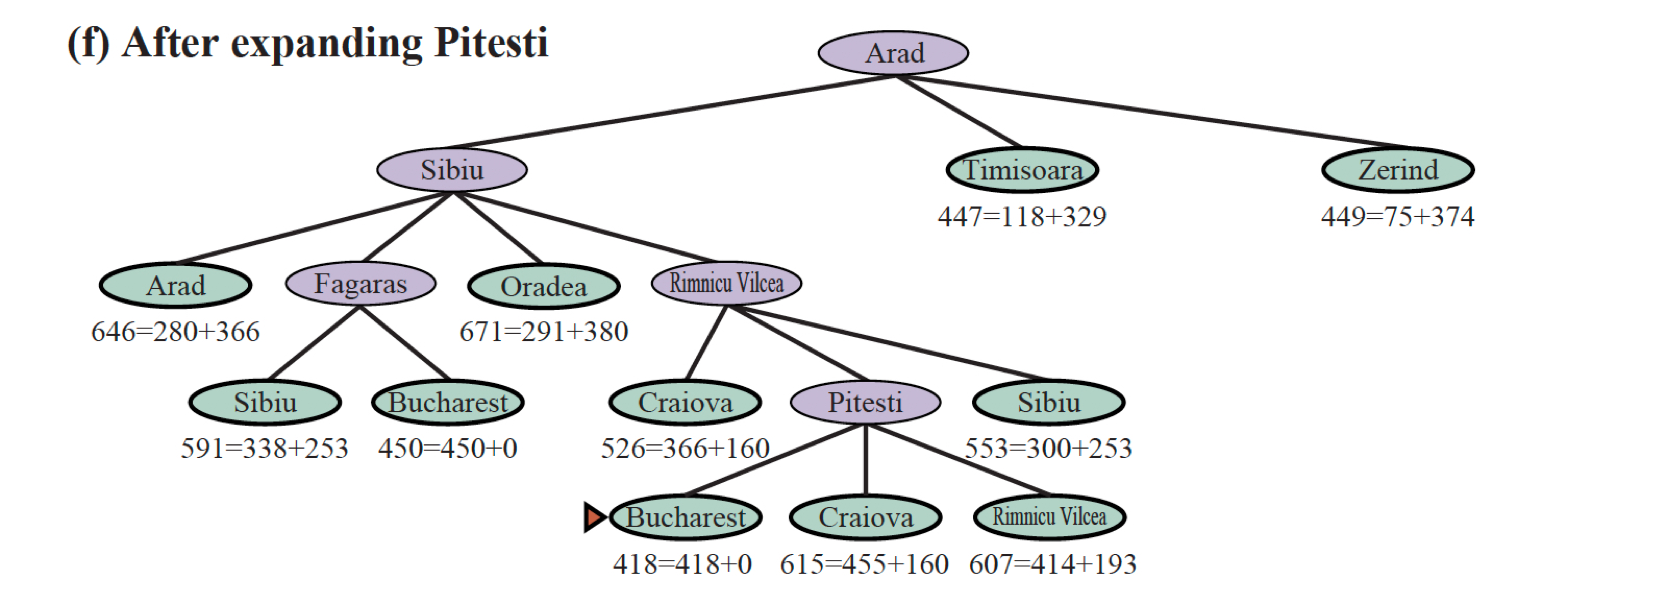 (f) After expanding Pitesti
Arad
Sibiu
Timisoara
Zerind
447=118+329
449=75+374
Arad
Fagaras
Oradea
Rimnicu Vilcea
646=280+366
671=291+380
Sibiu
Bucharest
Craiova
Pitesti
Sibiu
591=338+253
450=450+0
526=366+160
553=300+253
Bucharest
Craiova
Rimnicu Vilcea
418=418+0
615=455+160
607=414+193